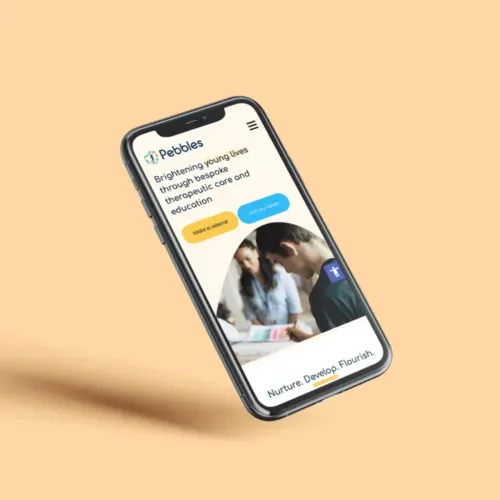 Pebbles
Brightening young lives
through bespoke
therapeutic care and
education
Make a referral
Join our team
Nurture. Develop. Flourish.